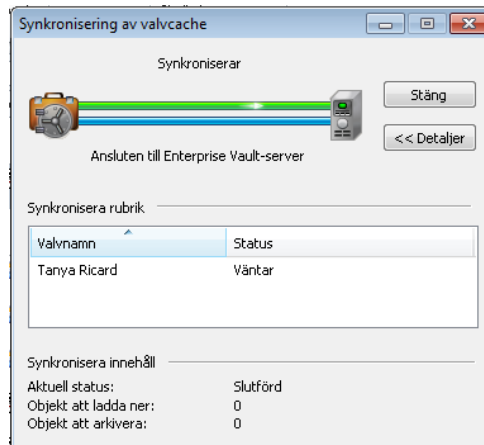 Synkronisering av valvcache
Synkroniserar
Stäng
<< Detaljer
Ansluten till Enterprise Vault-server
Synkronisera rubrik
Valvnamn Status
Tanya Ricard Väntar
Synkronisera innehåll
Aktuell status: Slutförd
Objekt att ladda ner: 0
Objekt att arkivera: 0